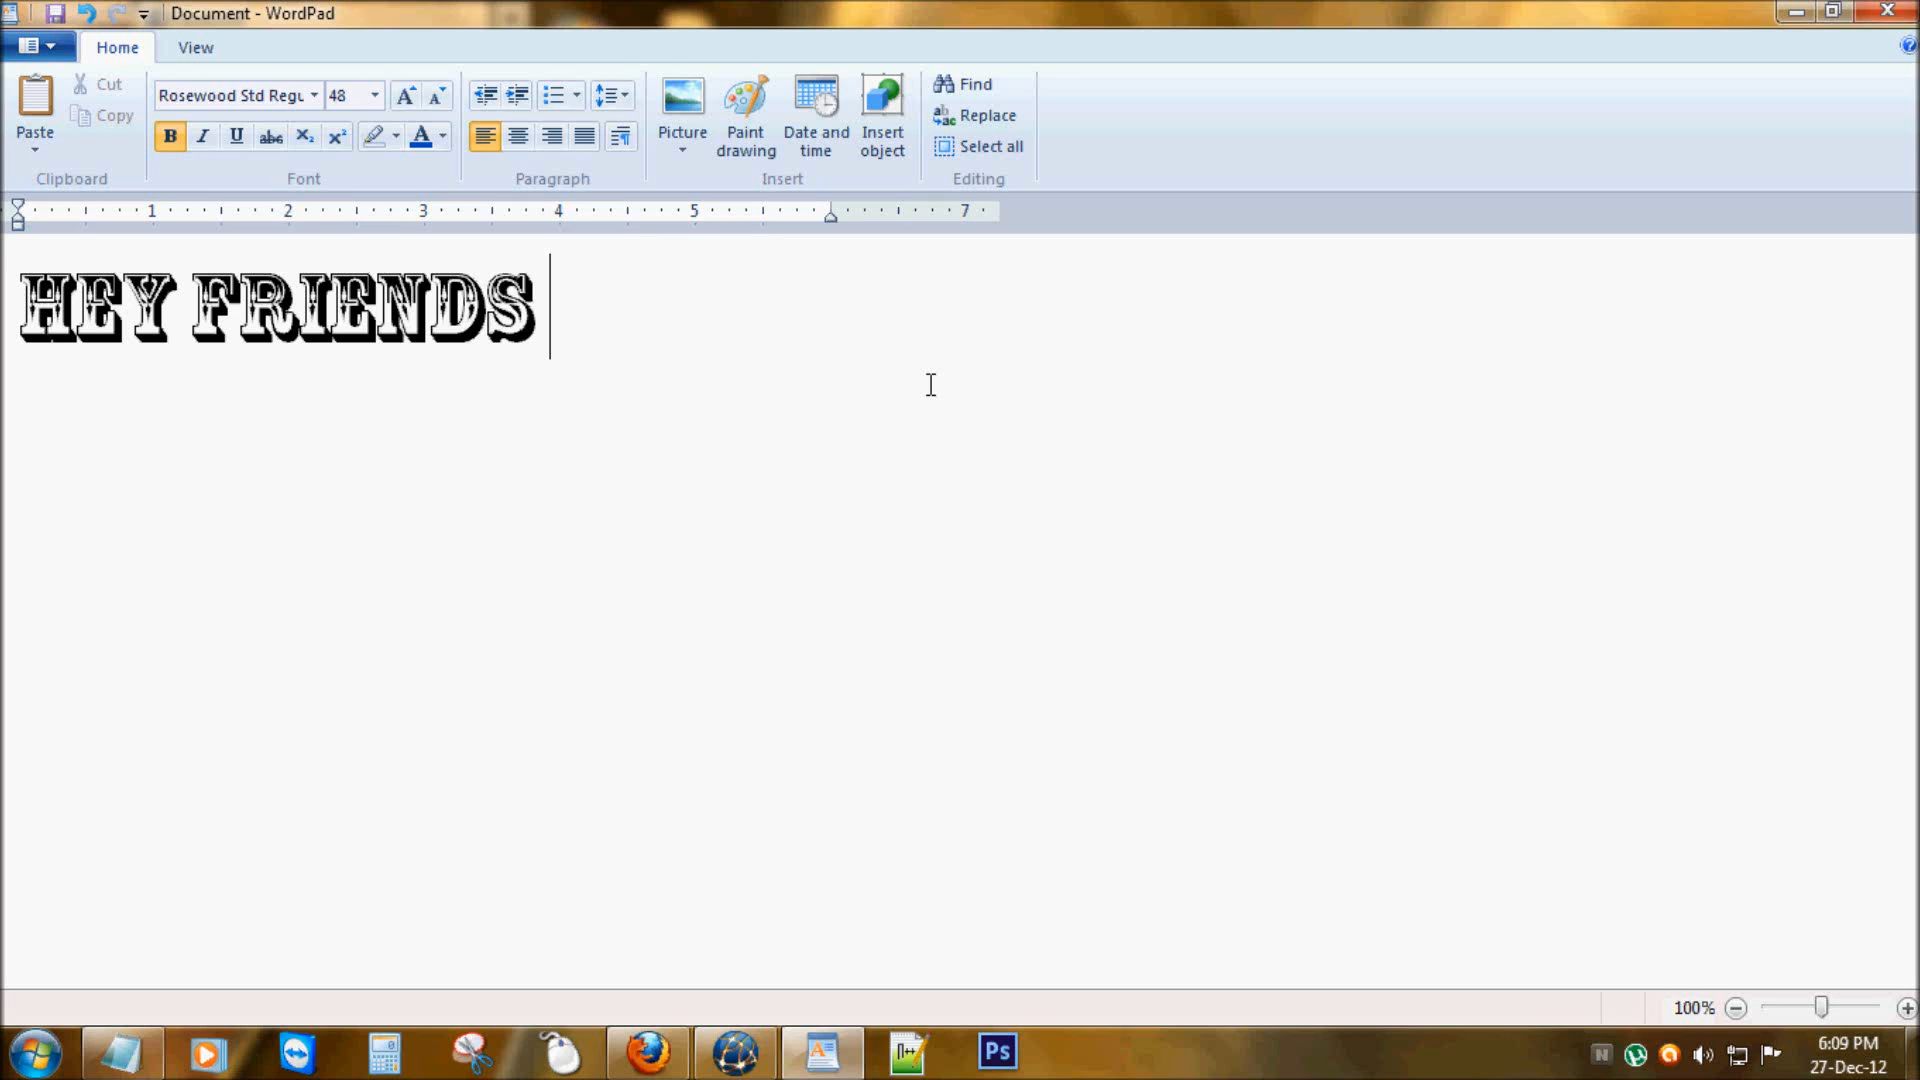 Document - WordPad
Home View
Paste
Cut
Copy
Clipboard
Rosewood Std Regu 48
A A
B I U abc X₂ X² A
Font
Paragraph
Picture
Paint drawing
Date and time
Insert object
Insert
Find
Replace
Select all
Editing
1 2 3 4 5 7
HEY FRIENDS
100%
Ps
6:09 PM
27-Dec-12